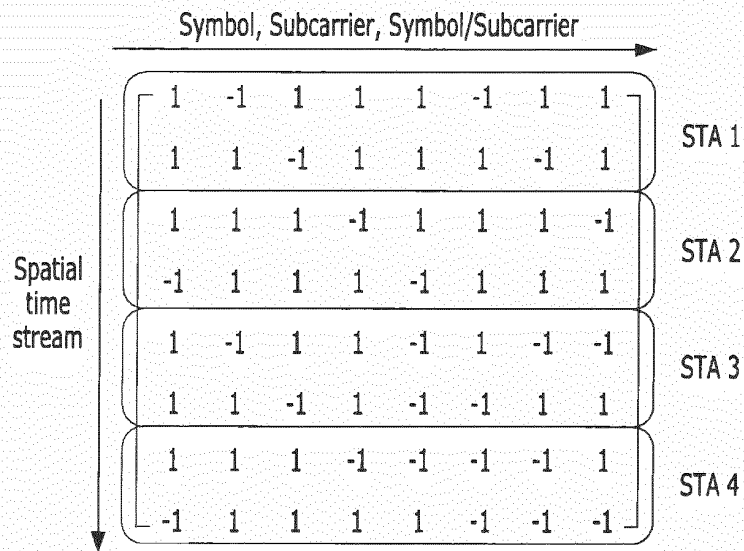 Symbol, Subcarrier, Symbol/Subcarrier
1 -1 1 1 1 -1 1 1
STA 1
1 1 -1 1 1 1 -1 1
1 1 1 -1 1 1 1 -1
STA 2
-1 1 1 1 -1 1 1 1
Spatial
time
stream
1 -1 1 1 -1 1 -1 -1
STA 3
1 1 -1 1 -1 -1 1 1
1 1 1 -1 -1 -1 -1 1
STA 4
-1 1 1 1 1 -1 -1 -1